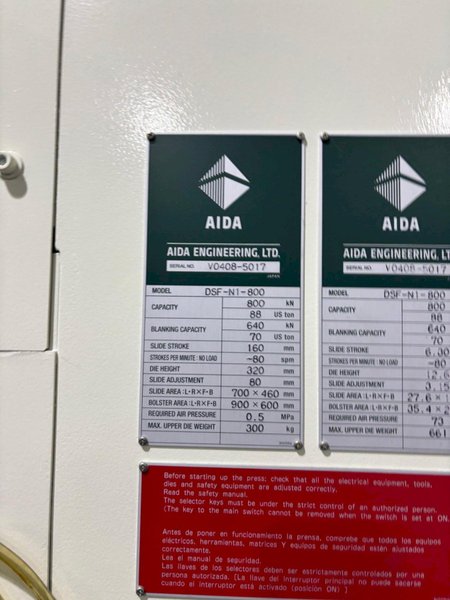 AIDA
AIDA ENGINEERING, LTD.
SERIAL NO. V0408-5017
JAPAN
MODEL DSF-N1-800
CAPACITY 800 kN
88 US ton
BLANKING CAPACITY 640 kN
70 US ton
SLIDE STROKE 160 mm
STROKES PER MINUTE : NO LOAD -80 spm
DIE HEIGHT 320 mm
SLIDE ADJUSTMENT 80 mm
SLIDE AREA : L•R×F•B 700 × 460 mm
BOLSTER AREA : L•R×F•B 900 × 600 mm
REQUIRED AIR PRESSURE 0.5 MPa
MAX. UPPER DIE WEIGHT 300 kg
AIDA
AIDA ENGINEERING, LTD
SERIAL NO. V0408-5017
MODEL DSF-N1-800
CAPACITY 800
88
BLANKING CAPACITY 640
70
SLIDE STROKE 6.30
STROKES PER MINUTE : NO LOAD -80
DIE HEIGHT 12.6
SLIDE ADJUSTMENT 3.15
SLIDE AREA : L•R×F•B 27.6 ×
BOLSTER AREA : L•R×F•B 35.4 ×
REQUIRED AIR PRESSURE 73
MAX. UPPER DIE WEIGHT 661
Before starting up the press; check that all the electrical equipment, tools,
dies and safety equipment are adjusted correctly.
Read the safety manual.
The selector keys must be under the strict control of an authorized person.
(The key to the main switch cannot be removed when the switch is set at ON.
Antes de poner en funcionamiento la prensa, compruebe que todos los equipos
eléctricos, herramientas, matrices Y equipos de seguridad están ajustados
correctamente.
Lea el manual de seguridad.
Las llaves de los selectores deben ser estrictamente controlados por una
persona autorizada. (La llave del interruptor principal no puede sacarse
cuando el interruptor está activado (posición ON) )